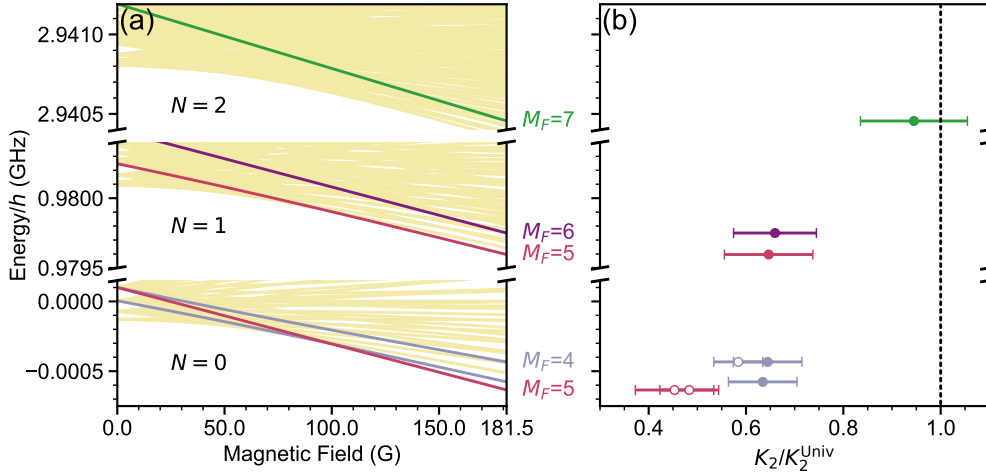 (a)
(b)
Energy/h (GHz)
2.9410
2.9405
0.9800
0.9795
0.0000
−0.0005
N = 2
N = 1
N = 0
M_F=7
M_F=6
M_F=5
M_F=4
M_F=5
0.0 50.0 100.0 150.0 181.5
Magnetic Field (G)
0.4 0.6 0.8 1.0
K₂/K₂^Univ